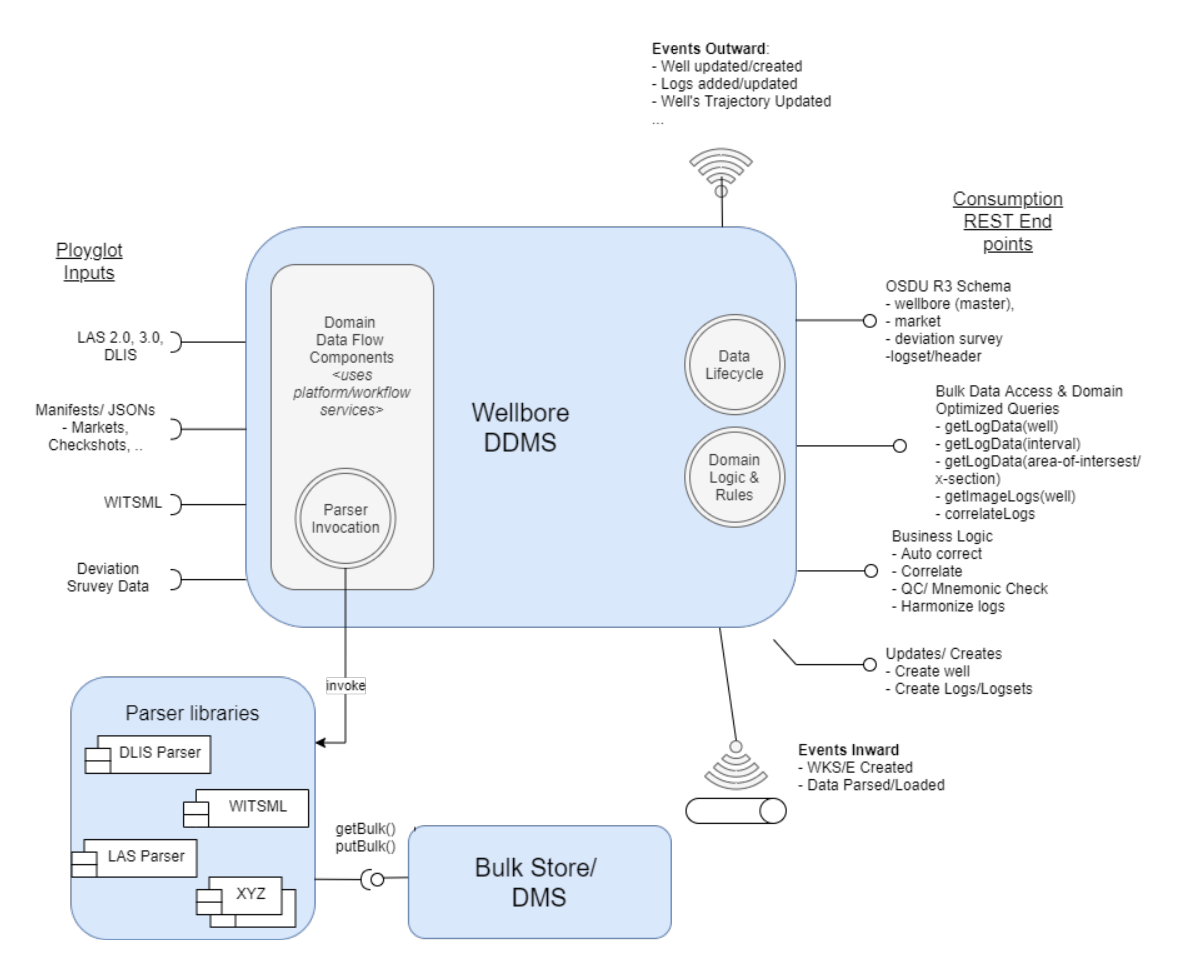 Events Outward:
- Well updated/created
- Logs added/updated
- Well's Trajectory Updated
...
Consumption
REST End
points
Ployglot
Inputs
LAS 2.0, 3.0,
DLIS
Manifests/ JSONs
- Markets,
Checkshots, ..
WITSML
Deviation
Sruvey Data
Domain
Data Flow
Components
<uses
platform/workflow
services>
Parser
Invocation
Wellbore
DDMS
Data
Lifecycle
Domain
Logic &
Rules
OSDU R3 Schema
- wellbore (master),
- market
- deviation survey
-logset/header
Bulk Data Access & Domain
Optimized Queries
- getLogData(well)
- getLogData(interval)
- getLogData(area-of-intersest/
x-section)
- getImageLogs(well)
- correlateLogs
Business Logic
- Auto correct
- Correlate
- QC/ Mnemonic Check
- Harmonize logs
Updates/ Creates
- Create well
- Create Logs/Logsets
invoke
Parser libraries
DLIS Parser
WITSML
LAS Parser
XYZ
getBulk()
putBulk()
Bulk Store/
DMS
Events Inward
- WKS/E Created
- Data Parsed/Loaded